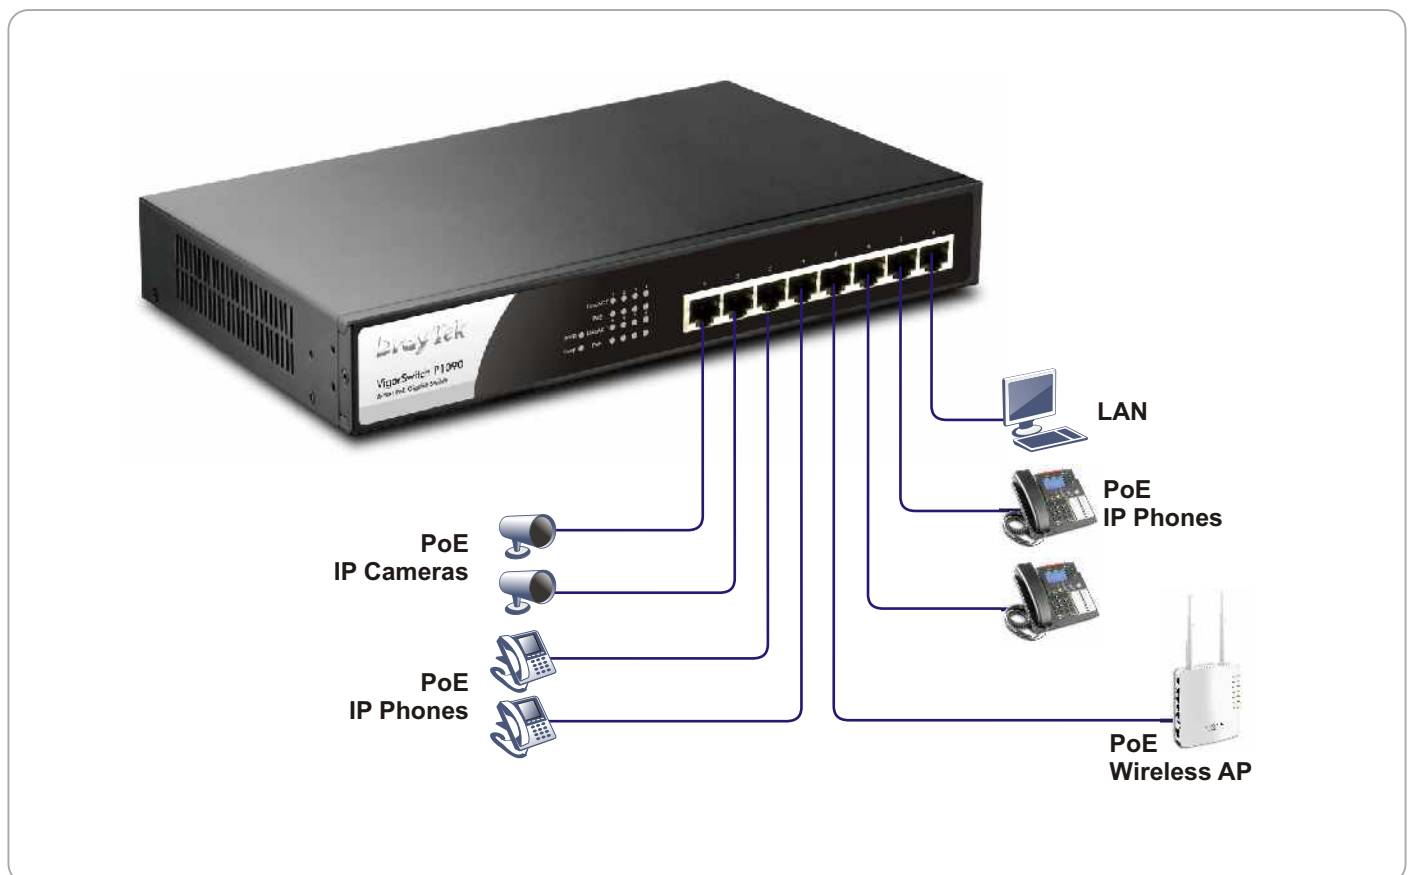 DrayTek
VigorSwitch P1090
LAN
PoE
IP Phones
PoE
IP Cameras
PoE
IP Phones
PoE
Wireless AP